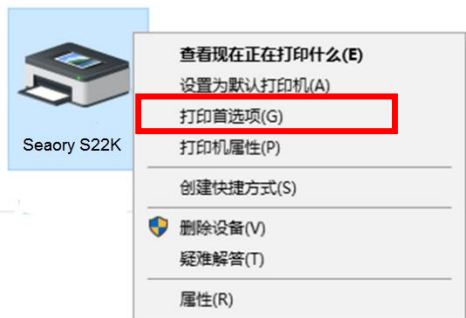 查看现在正在打印什么(E)
设置为默认打印机(A)
打印首选项(G)
Seaory S22K
打印机属性(P)
创建快捷方式(S)
删除设备(V)
疑难解答(T)
属性(R)